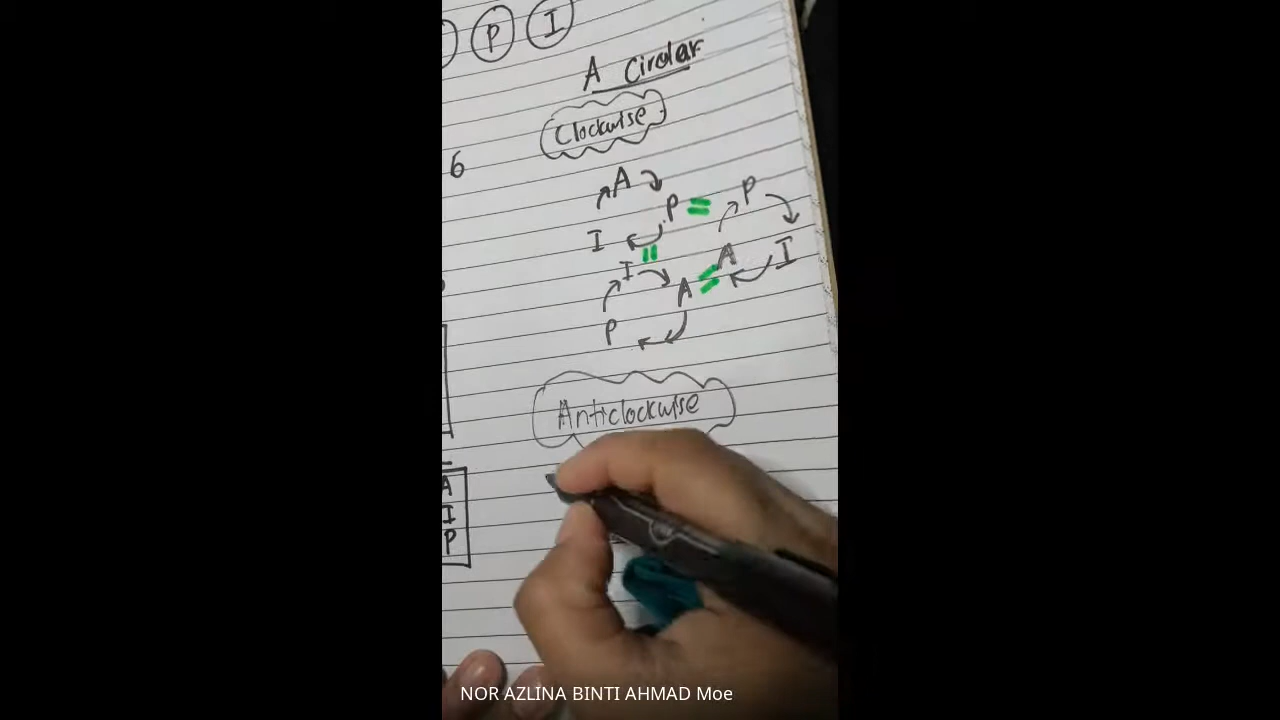 P I
A Circular
Clockwise
6
A
P = P
I
I
A = A I
P
Anticlockwise
A
I
P
NOR AZLINA BINTI AHMAD Moe